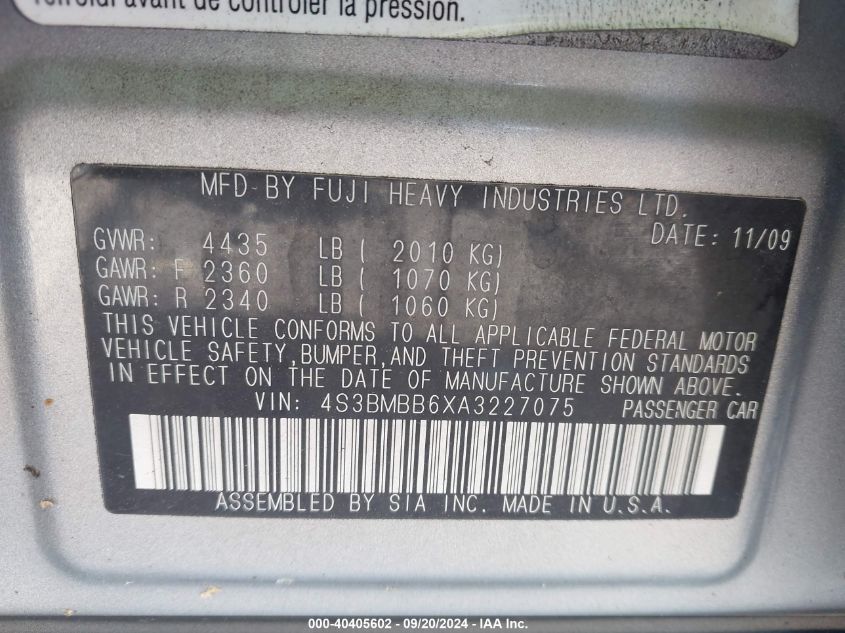 refroidi avant de contrôler la pression.
MFD BY FUJI HEAVY INDUSTRIES LTD.
DATE: 11/09
GVWR: 4435 LB ( 2010 KG)
GAWR: F 2360 LB ( 1070 KG)
GAWR: R 2340 LB ( 1060 KG)
THIS VEHICLE CONFORMS TO ALL APPLICABLE FEDERAL MOTOR
VEHICLE SAFETY, BUMPER, AND THEFT PREVENTION STANDARDS
IN EFFECT ON THE DATE OF MANUFACTURE SHOWN ABOVE.
VIN: 4S3BMBB6XA3227075 PASSENGER CAR
ASSEMBLED BY SIA INC. MADE IN U.S.A.
000-40405602 - 09/20/2024 - IAA Inc.